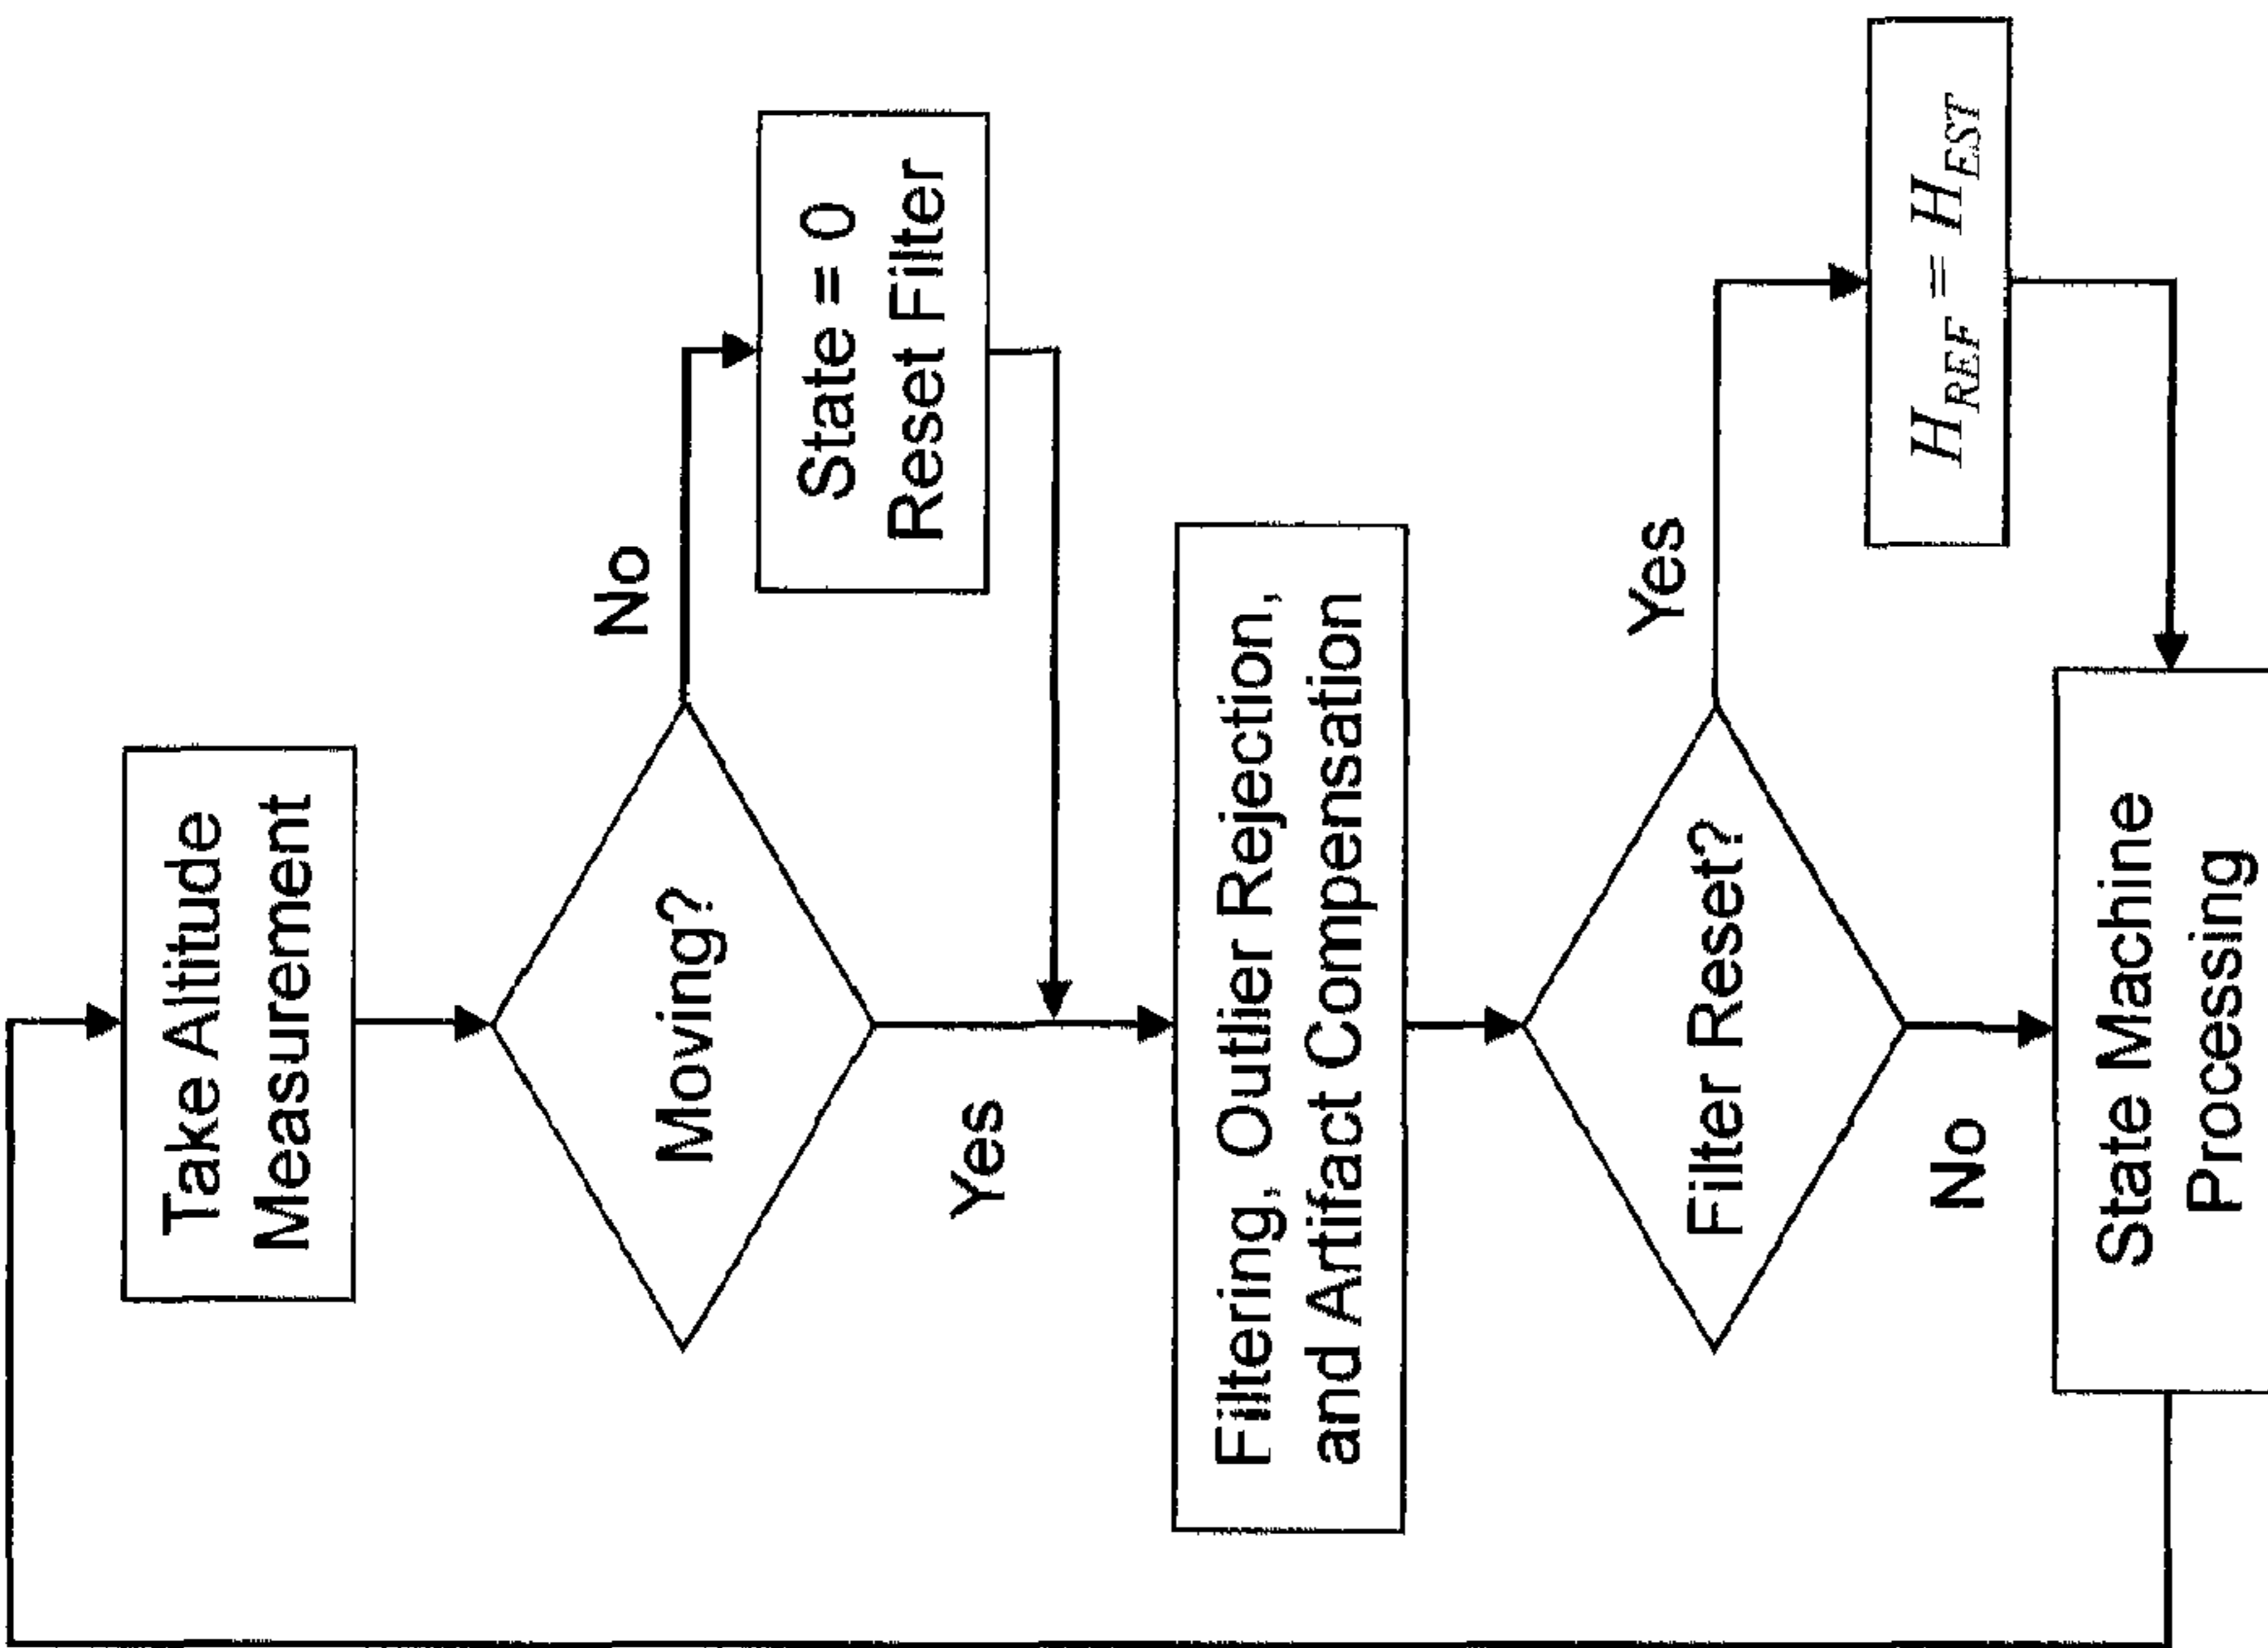 Take Altitude
Measurement
Moving?
No
State = 0
Reset Filter
Yes
Filtering, Outlier Rejection,
and Artifact Compensation
Filter Reset?
Yes
H_REF = H_EST
No
State Machine
Processing